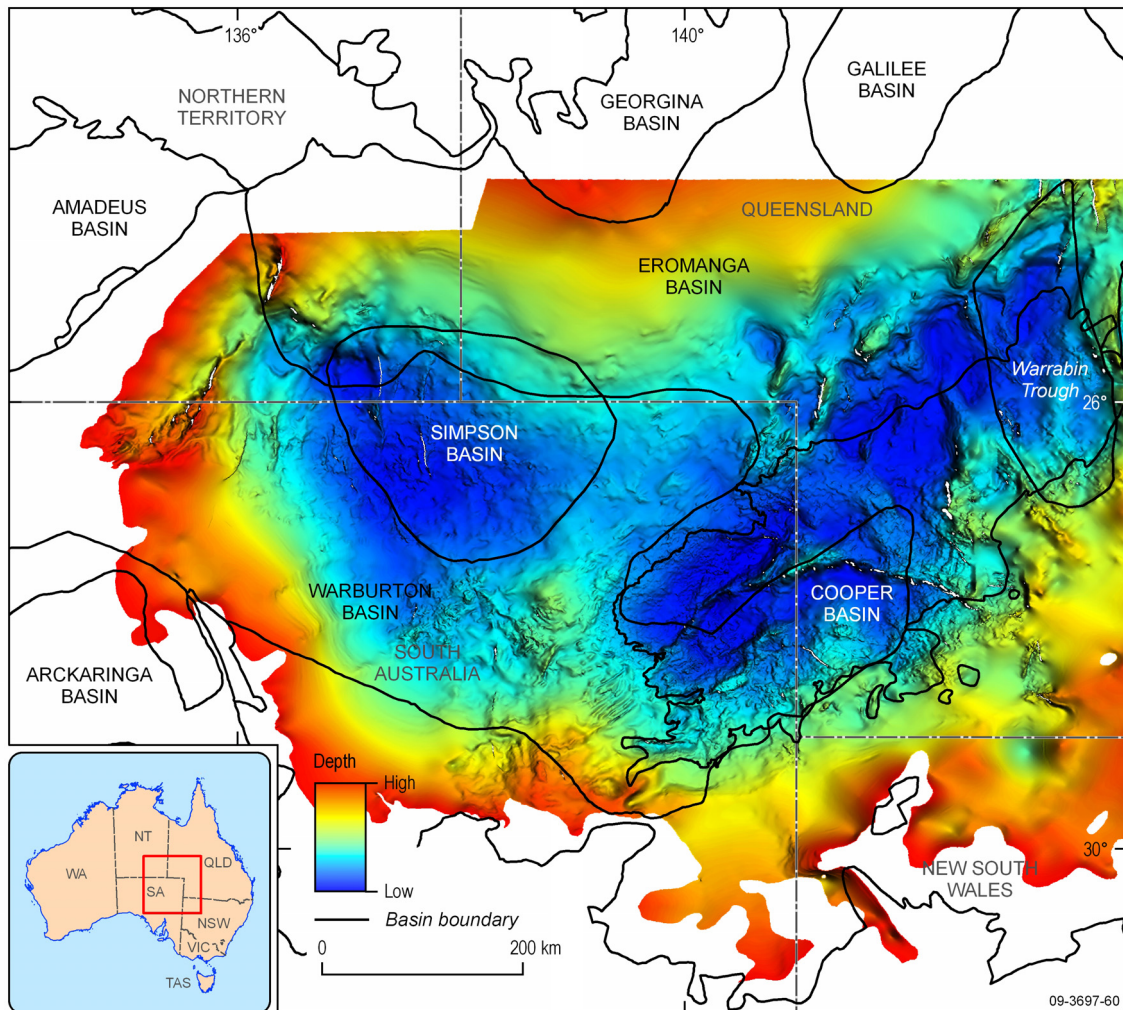 136°
140°
NORTHERN
TERRITORY
GEORGINA
BASIN
GALILEE
BASIN
AMADEUS
BASIN
QUEENSLAND
EROMANGA
BASIN
Warrabin
Trough
26°
SIMPSON
BASIN
WARBURTON
BASIN
COOPER
BASIN
SOUTH
AUSTRALIA
ARCKARINGA
BASIN
Depth
High
Low
Basin boundary
0
200 km
NEW SOUTH
WALES
30°
WA
NT
QLD
SA
NSW
VIC
TAS
09-3697-60